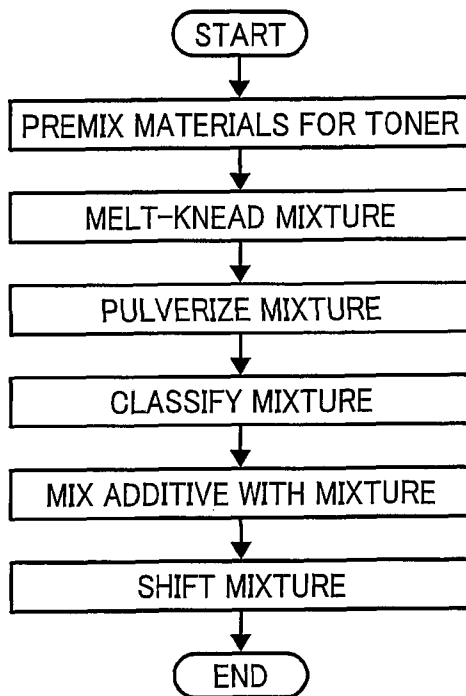 START
PREMIX MATERIALS FOR TONER
MELT-KNEAD MIXTURE
PULVERIZE MIXTURE
CLASSIFY MIXTURE
MIX ADDITIVE WITH MIXTURE
SHIFT MIXTURE
END